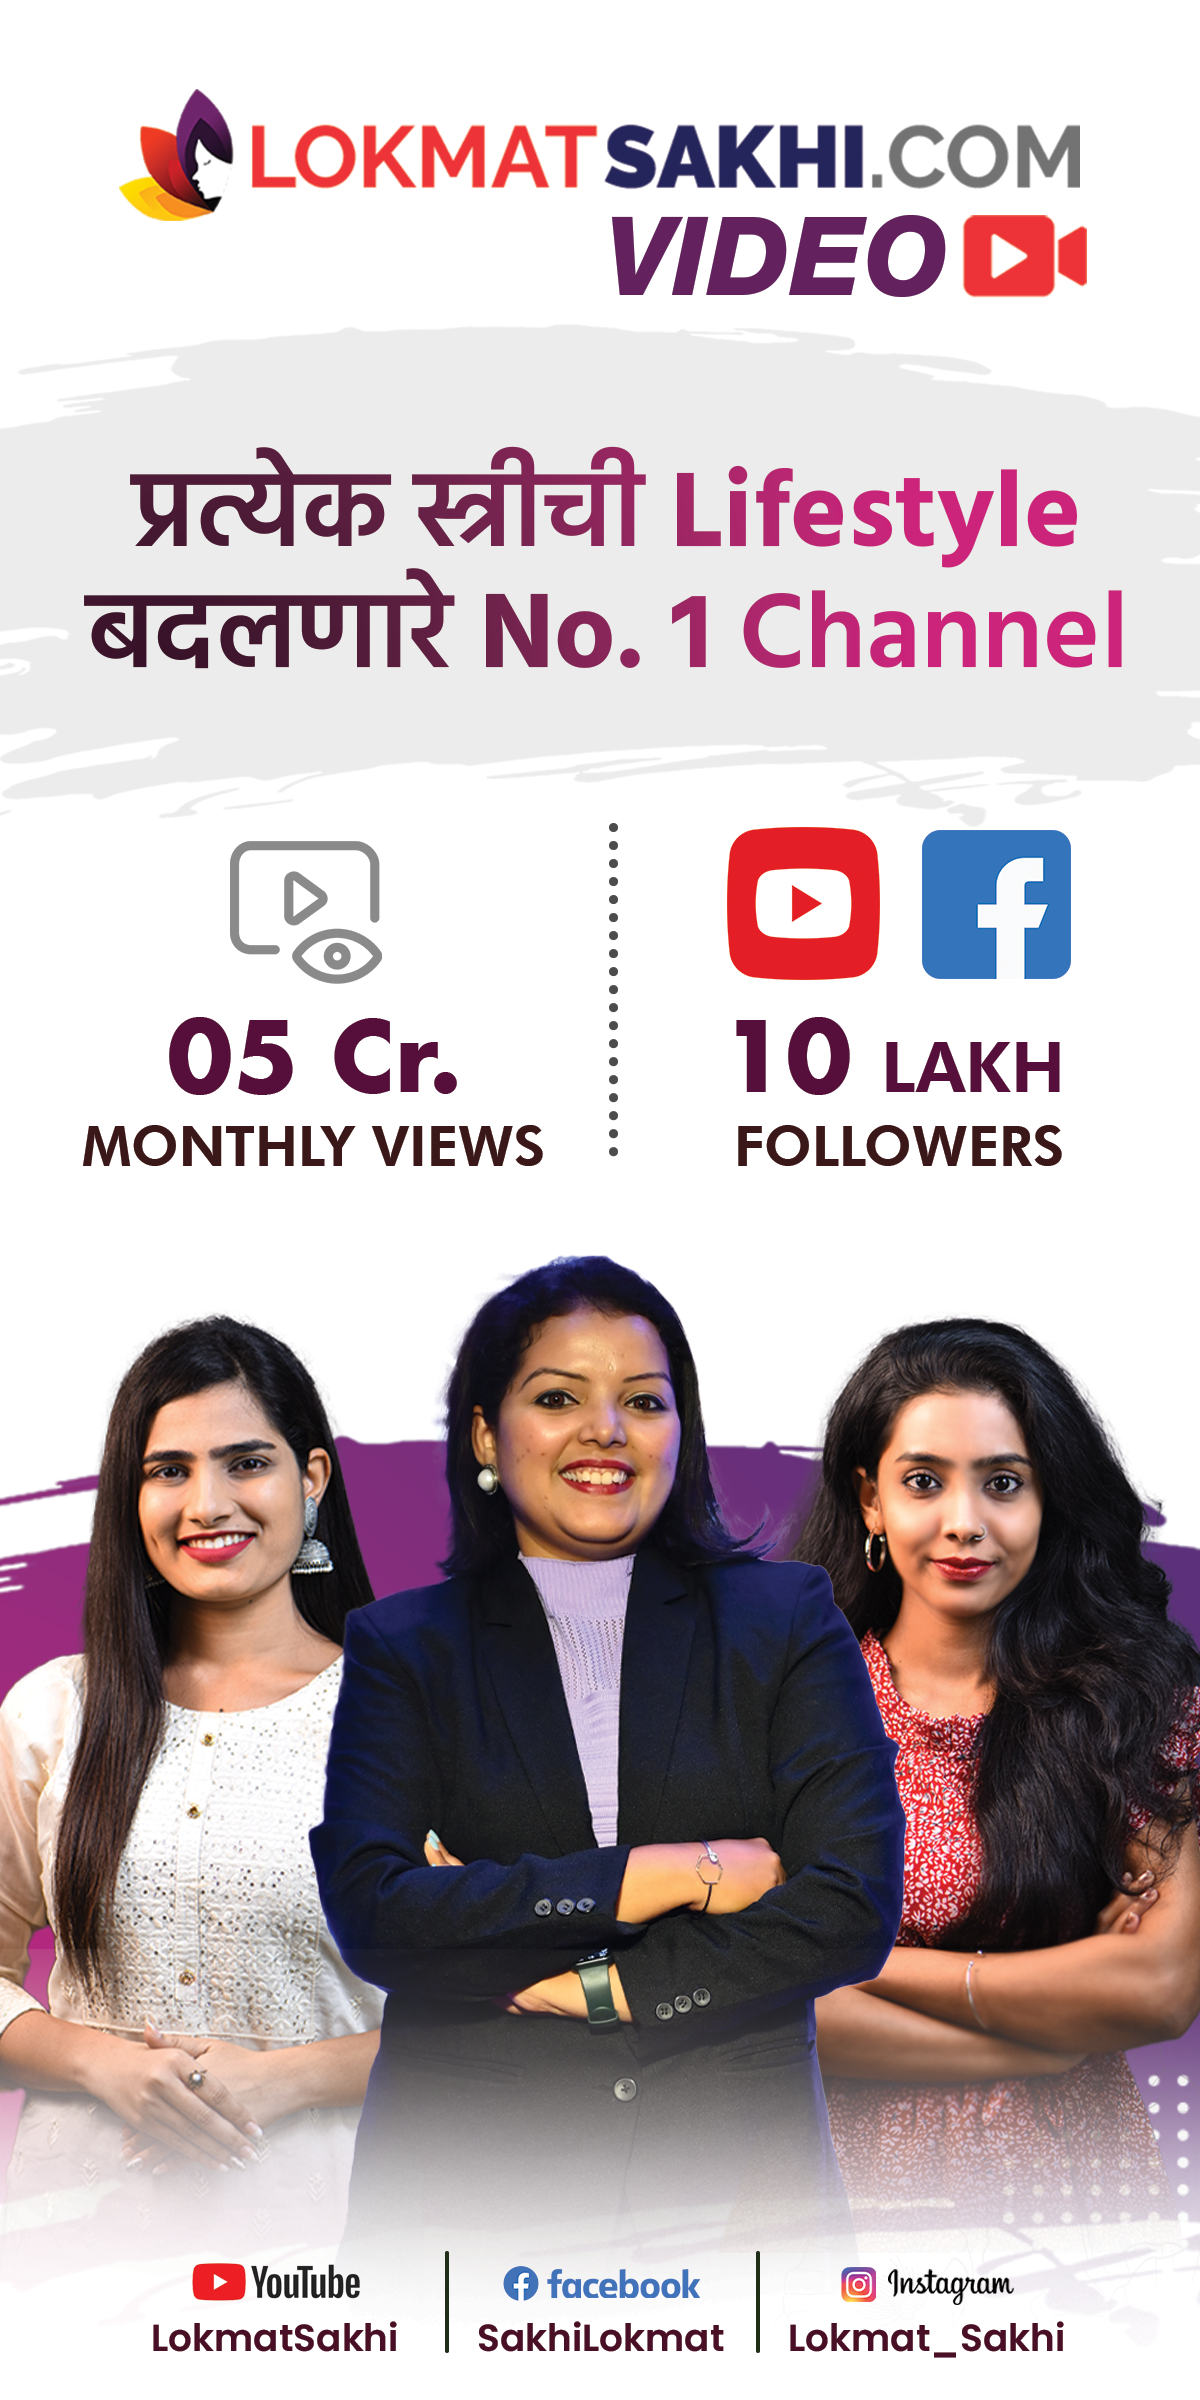 LOKMATSAKHI.COM
VIDEO
प्रत्येक स्त्रीची Lifestyle
बदलणारे No. 1 Channel
05 Cr.
MONTHLY VIEWS
10 LAKH
FOLLOWERS
YouTube
LokmatSakhi
facebook
SakhiLokmat
Instagram
Lokmat_Sakhi